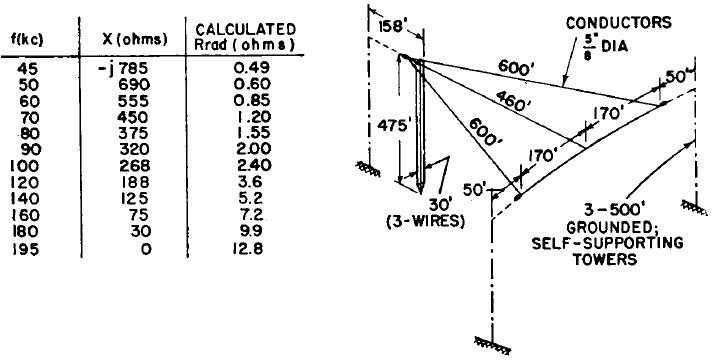 f(kc) X (ohms) CALCULATED Rrad (ohms)
45 -j 785 0.49
50 690 0.60
60 555 0.85
70 450 1.20
80 375 1.55
90 320 2.00
100 268 2.40
120 188 3.6
140 125 5.2
160 75 7.2
180 30 9.9
195 0 12.8
158'
CONDUCTORS
5"/8 DIA
600'
50'
460'
170'
475'
600'
170'
50'
30'
(3-WIRES)
3-500'
GROUNDED;
SELF-SUPPORTING
TOWERS